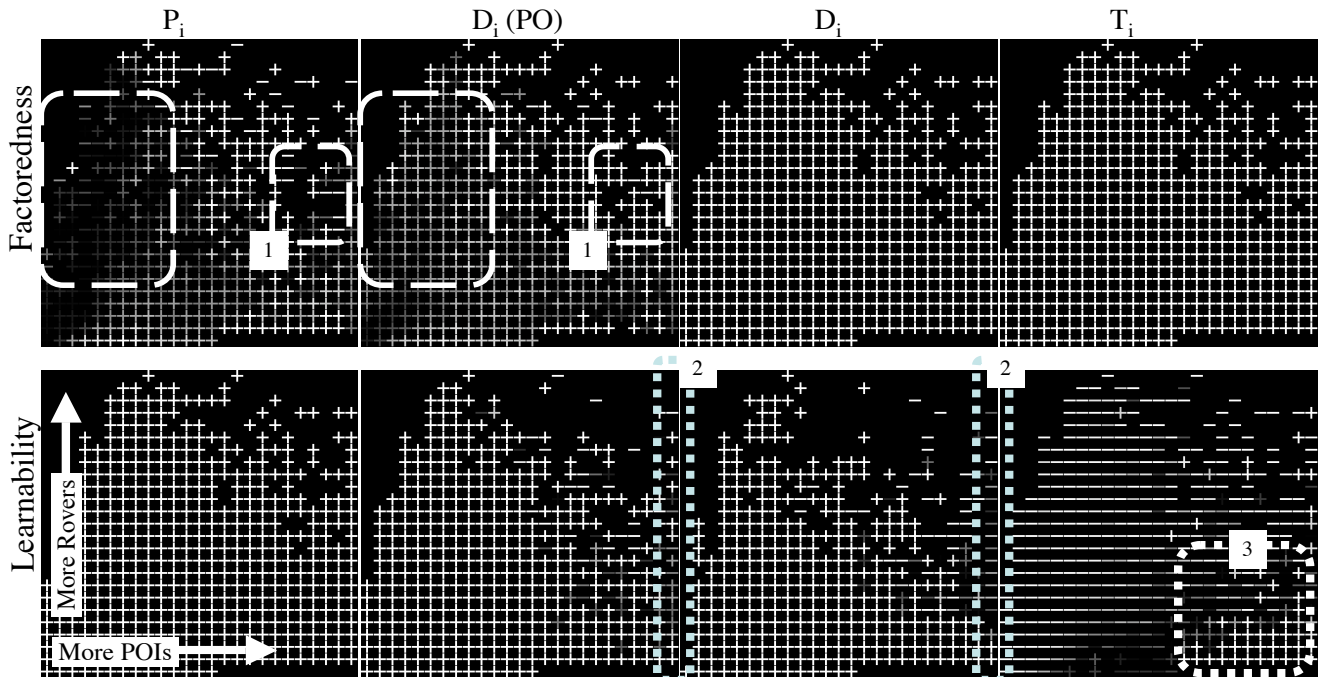 P_i D_i (PO) D_i T_i
Factoredness
1
1
Learnability
More Rovers
More POIs
2
2
3